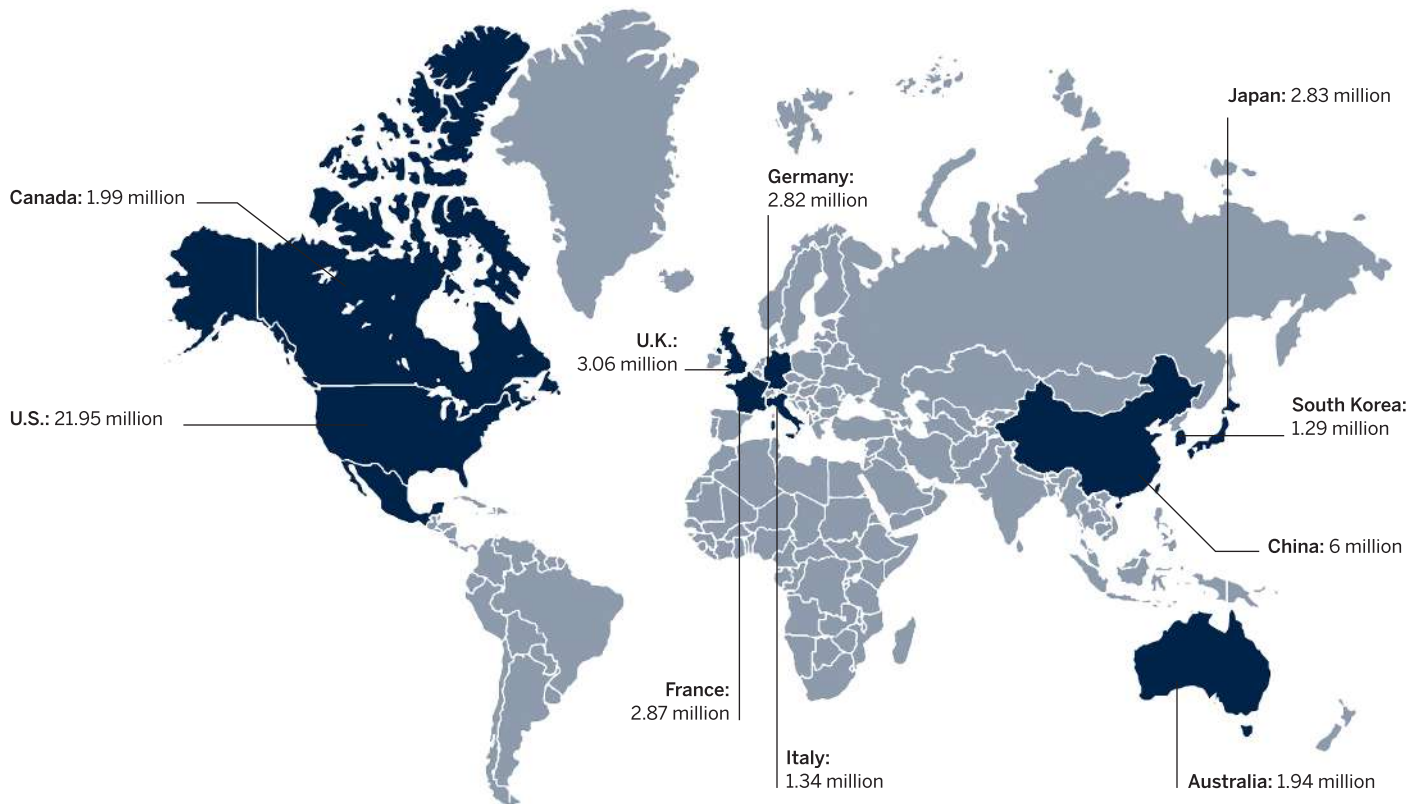 Japan: 2.83 million
Germany:
2.82 million
Canada: 1.99 million
U.K.:
3.06 million
U.S.: 21.95 million
South Korea:
1.29 million
China: 6 million
France:
2.87 million
Italy:
1.34 million
Australia: 1.94 million